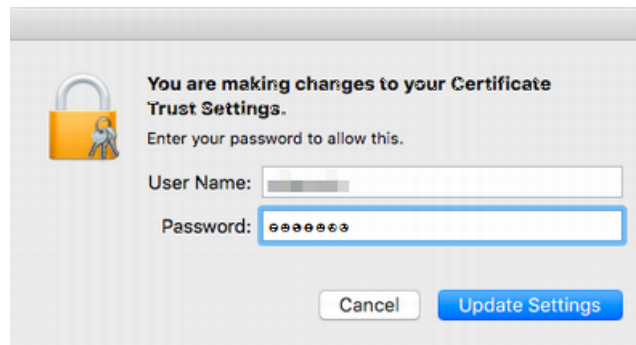 You are making changes to your Certificate
Trust Settings.
Enter your password to allow this.
User Name:
Password:
Cancel
Update Settings